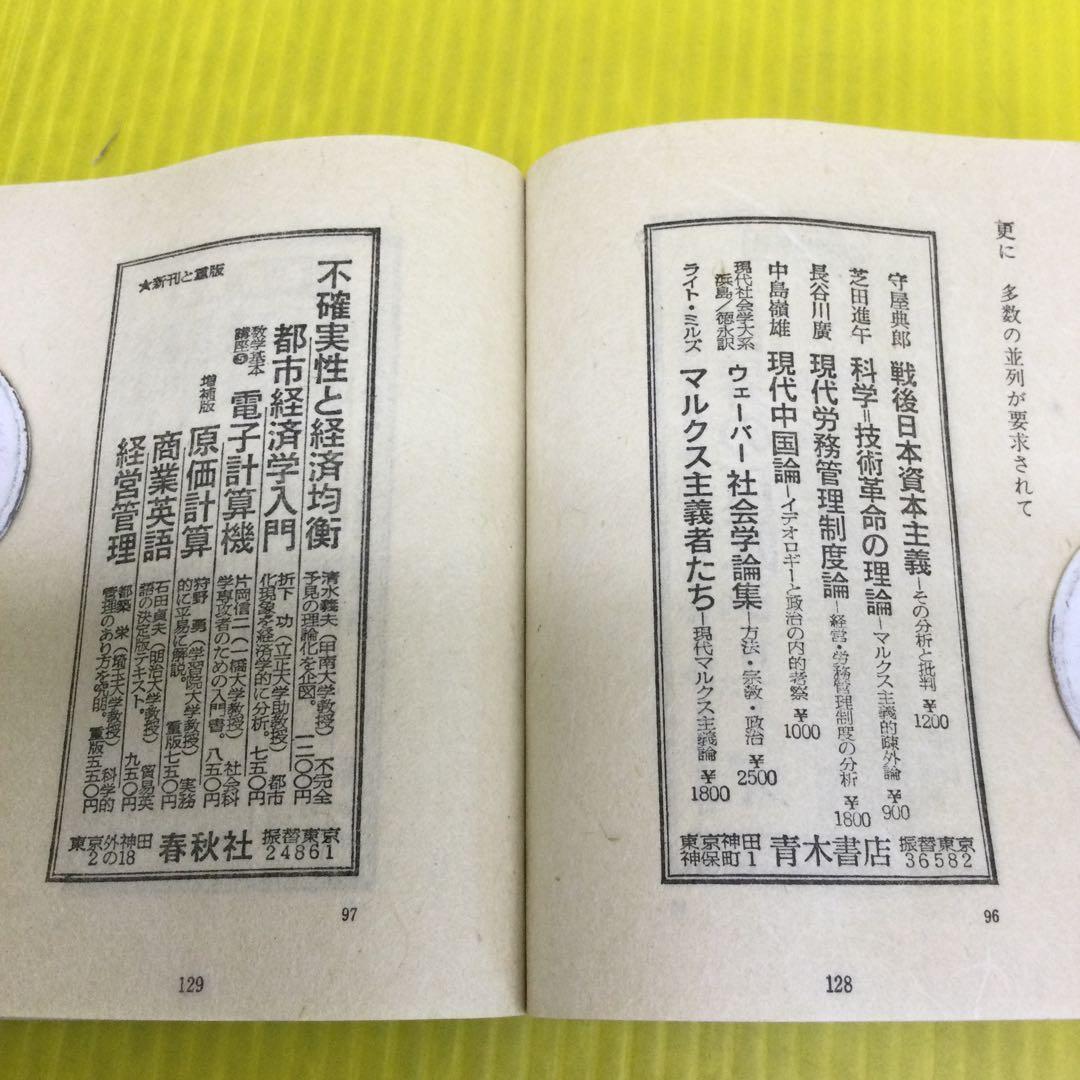 更に 多数の並列が要求されて
守屋典郎 戦後日本資本主義―その分析と批判 ¥1200
芝田進午 科学=技術革命の理論―マルクス主義的疎外論 ¥900
長谷川廣 現代労務管理制度論―経営・労務管理制度の分析 ¥1800
中島嶺雄 現代中国論―イデオロギーと政治の内的考察 ¥1000
現代社会学大系
浜島/徳永訳 ウェーバー 社会学論集―方法・宗教・政治 ¥2500
ライト・ミルズ マルクス主義者たち―現代マルクス主義論 ¥1800
東京神田
神保町1 青木書店 振替東京
36582
96
128
不確実性と経済均衡 清水義夫(甲南大学教授) 不完全
予見の理論化を企図。 一二〇〇円
都市経済学入門 折下 功(立正大学助教授) 都市
化現象を経済学的に分析。 七五〇円
数学基本
講座⑤ 電子計算機 片岡信二(一橋大学教授) 社会科
学専攻者のための入門書。 八五〇円
増補版 原価計算 狩野 勇(学習院大学教授) 実務
的に平易に解説。 重版七五〇円
商業英語 石田貞夫(明治大学教授) 貿易英
語の決定版テキスト。 九五〇円
経営管理 都築 栄(埼玉大学教授) 科学的
管理のあり方を究明。 重版五五〇円
★新刊と重版
東京外神田
2の18 春秋社 振替東京
24861
97
129